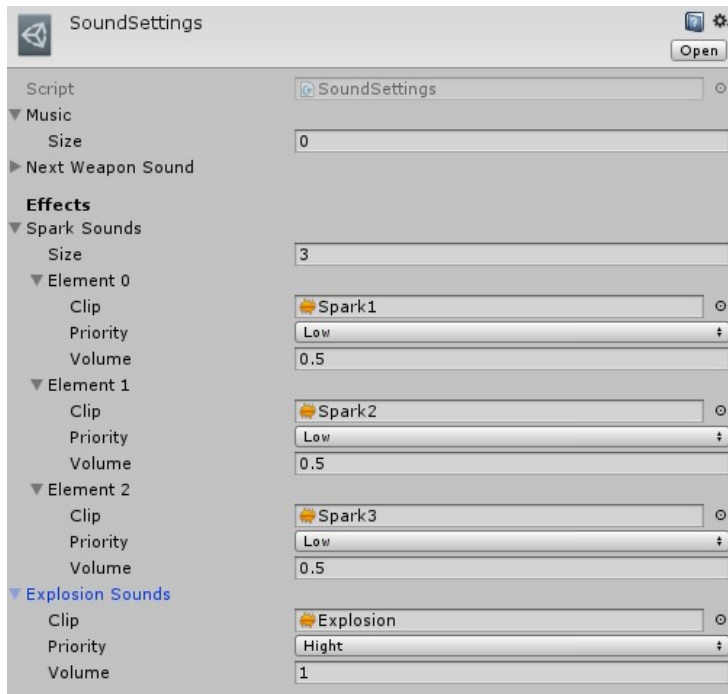 SoundSettings
Open
Script SoundSettings
Music
Size 0
Next Weapon Sound
Effects
Spark Sounds
Size 3
Element 0
Clip Spark1
Priority Low
Volume 0.5
Element 1
Clip Spark2
Priority Low
Volume 0.5
Element 2
Clip Spark3
Priority Low
Volume 0.5
Explosion Sounds
Clip Explosion
Priority Hight
Volume 1